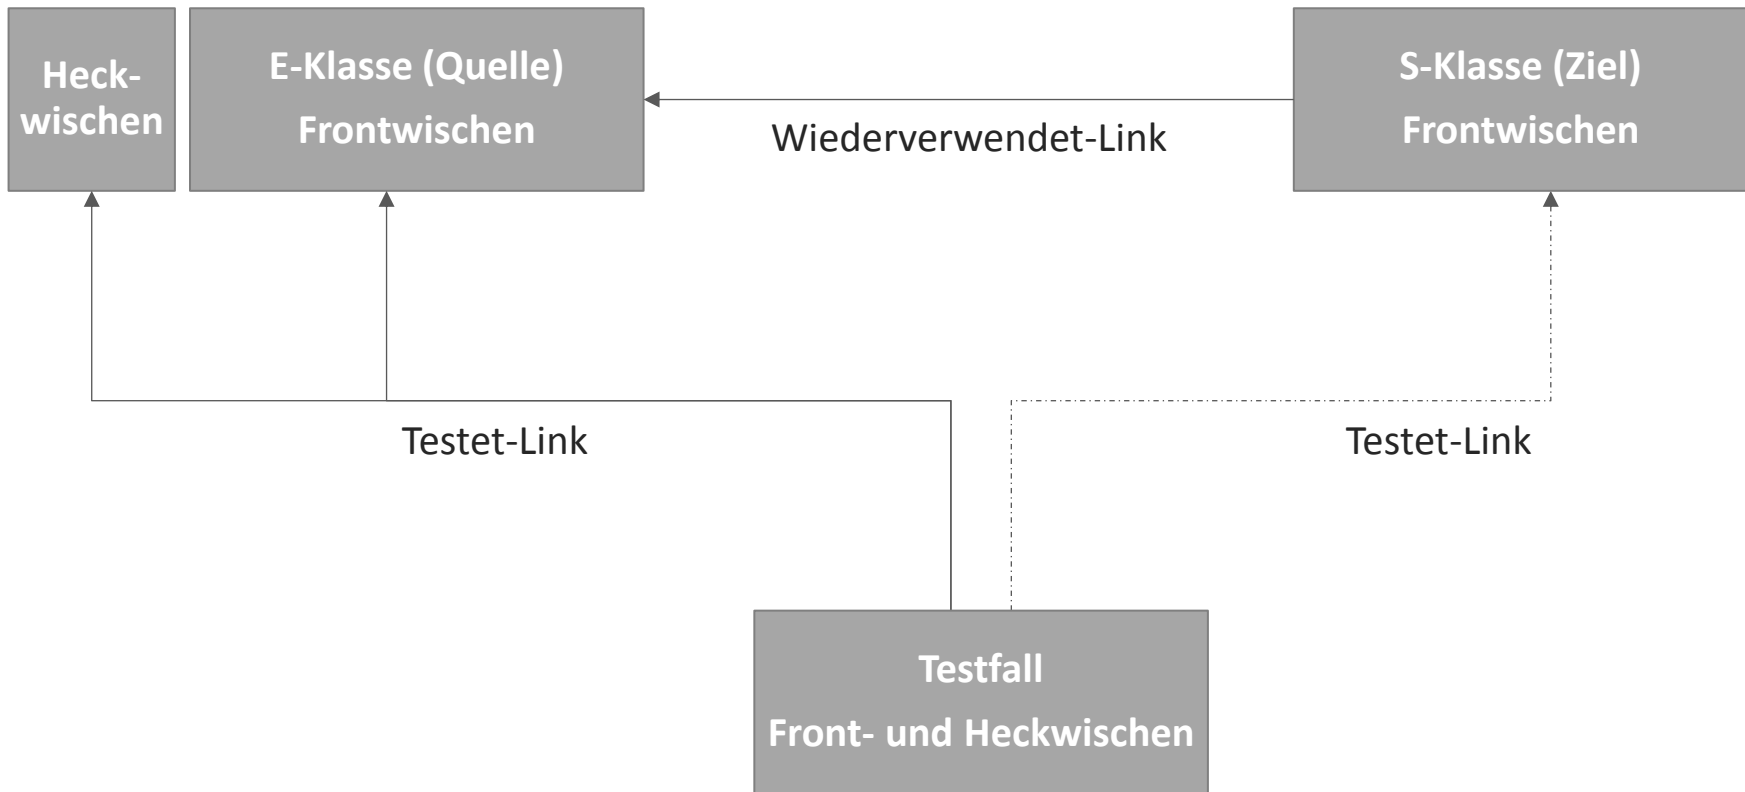 Heck-
wischen
E-Klasse (Quelle)
Frontwischen
Wiederverwendet-Link
S-Klasse (Ziel)
Frontwischen
Testet-Link
Testet-Link
Testfall
Front- und Heckwischen